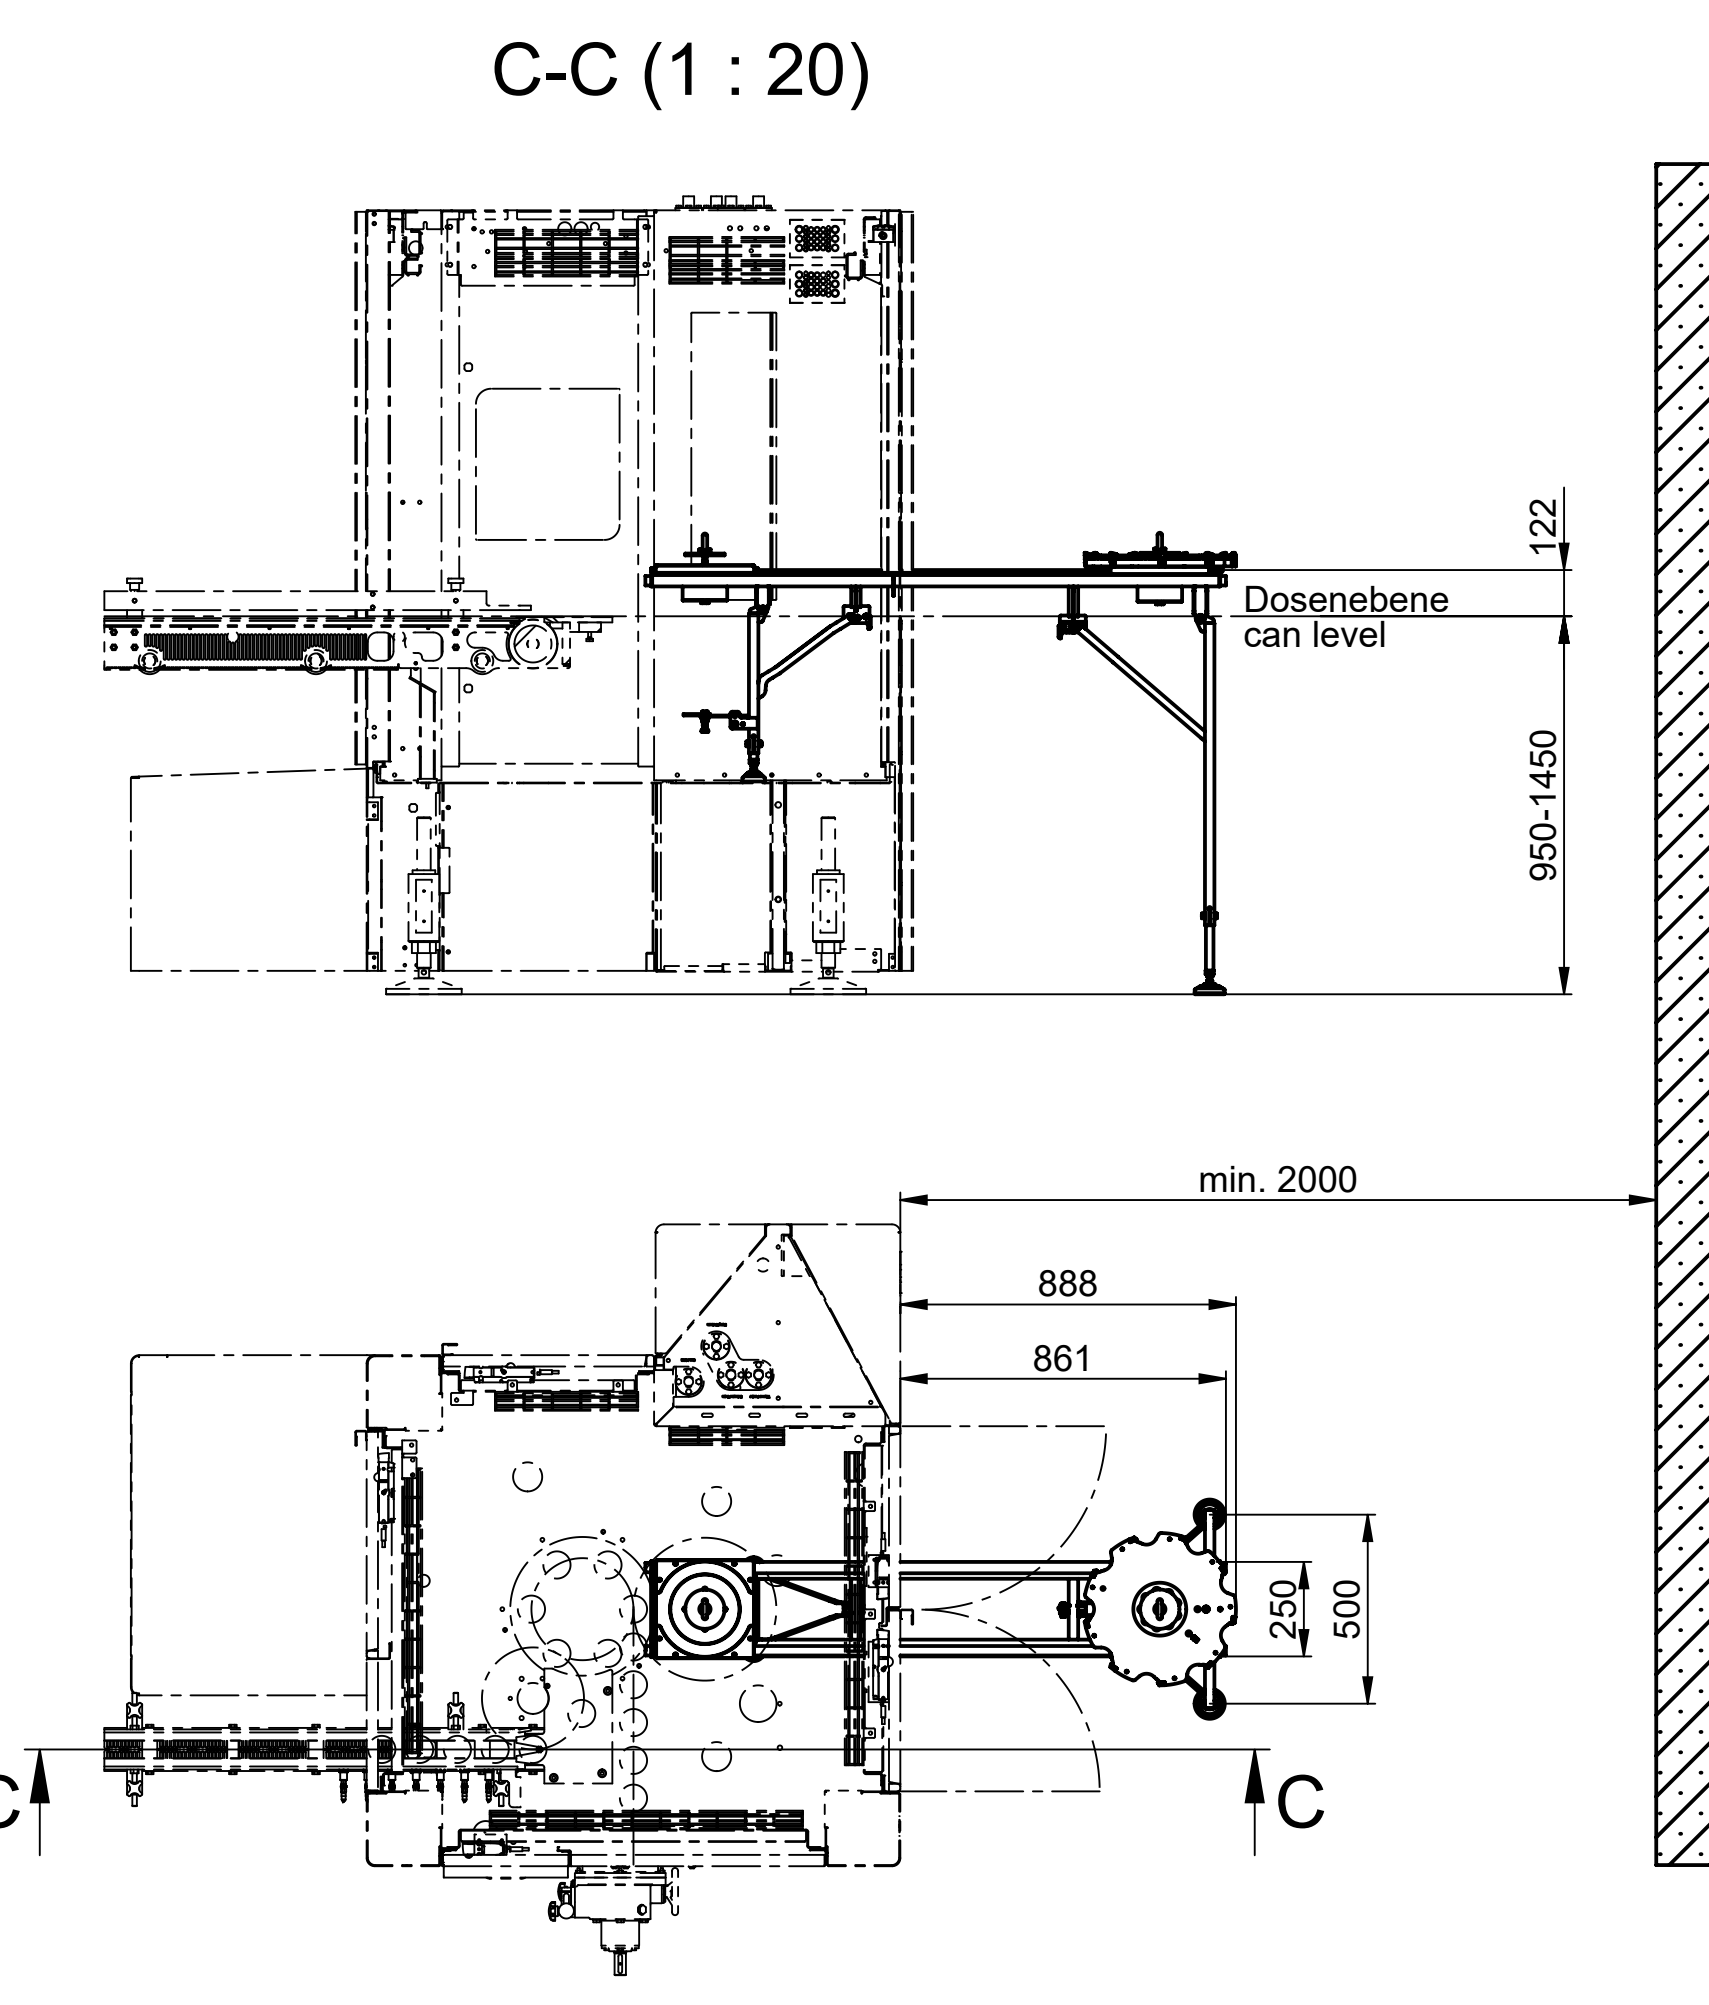 C-C (1 : 20)
122
Dosenebene
can level
950-1450
min. 2000
888
861
250
500
C
C